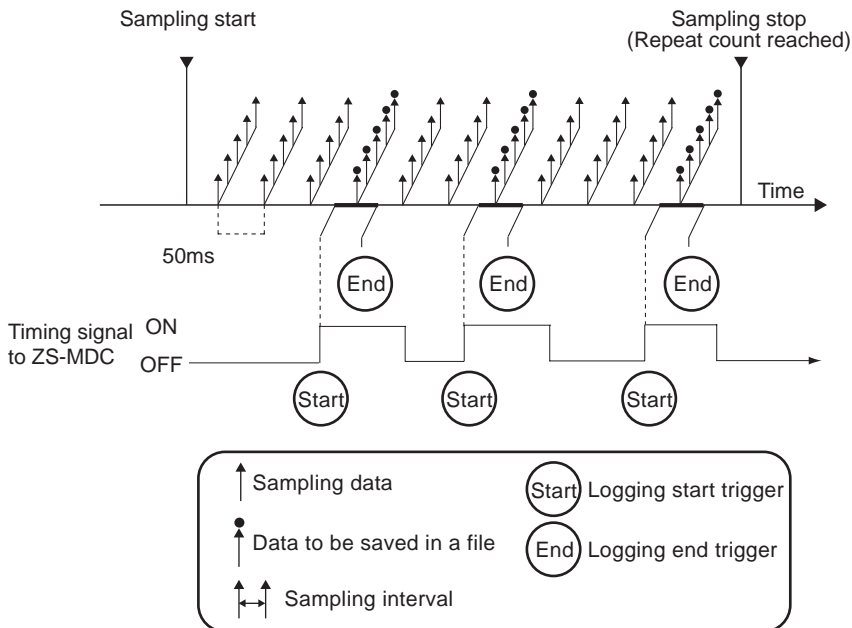 Sampling start
Sampling stop
(Repeat count reached)
Time
50ms
End
End
End
Timing signal
to ZS-MDC
ON
OFF
Start
Start
Start
Sampling data
Data to be saved in a file
Sampling interval
Start Logging start trigger
End Logging end trigger